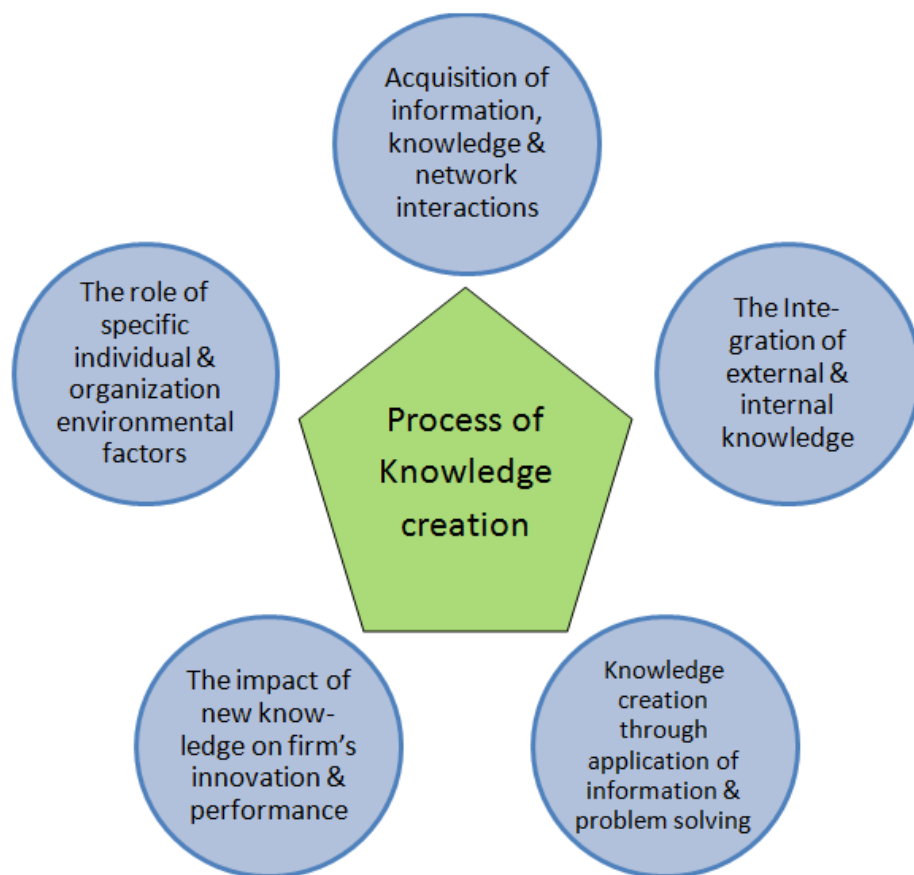 Acquisition of
information,
knowledge &
network
interactions
The role of
specific
individual &
organization
environmental
factors
The Inte-
gration of
external &
internal
knowledge
Process of
Knowledge
creation
The impact of
new know-
ledge on firm's
innovation &
performance
Knowledge
creation
through
application of
information &
problem solving